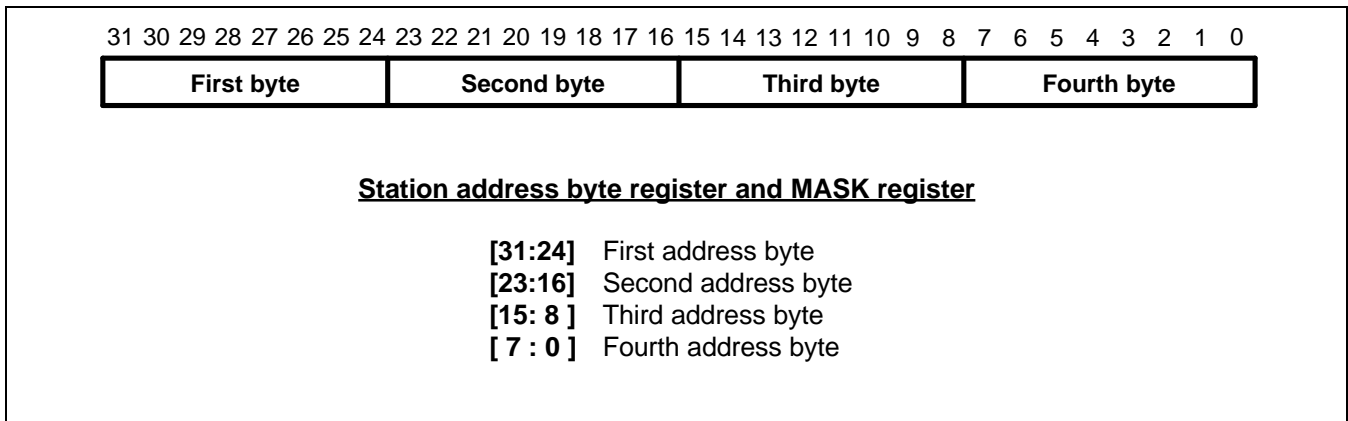 31 30 29 28 27 26 25 24 23 22 21 20 19 18 17 16 15 14 13 12 11 10 9 8 7 6 5 4 3 2 1 0
First byte Second byte Third byte Fourth byte
Station address byte register and MASK register
[31:24] First address byte
[23:16] Second address byte
[15: 8 ] Third address byte
[ 7 : 0 ] Fourth address byte